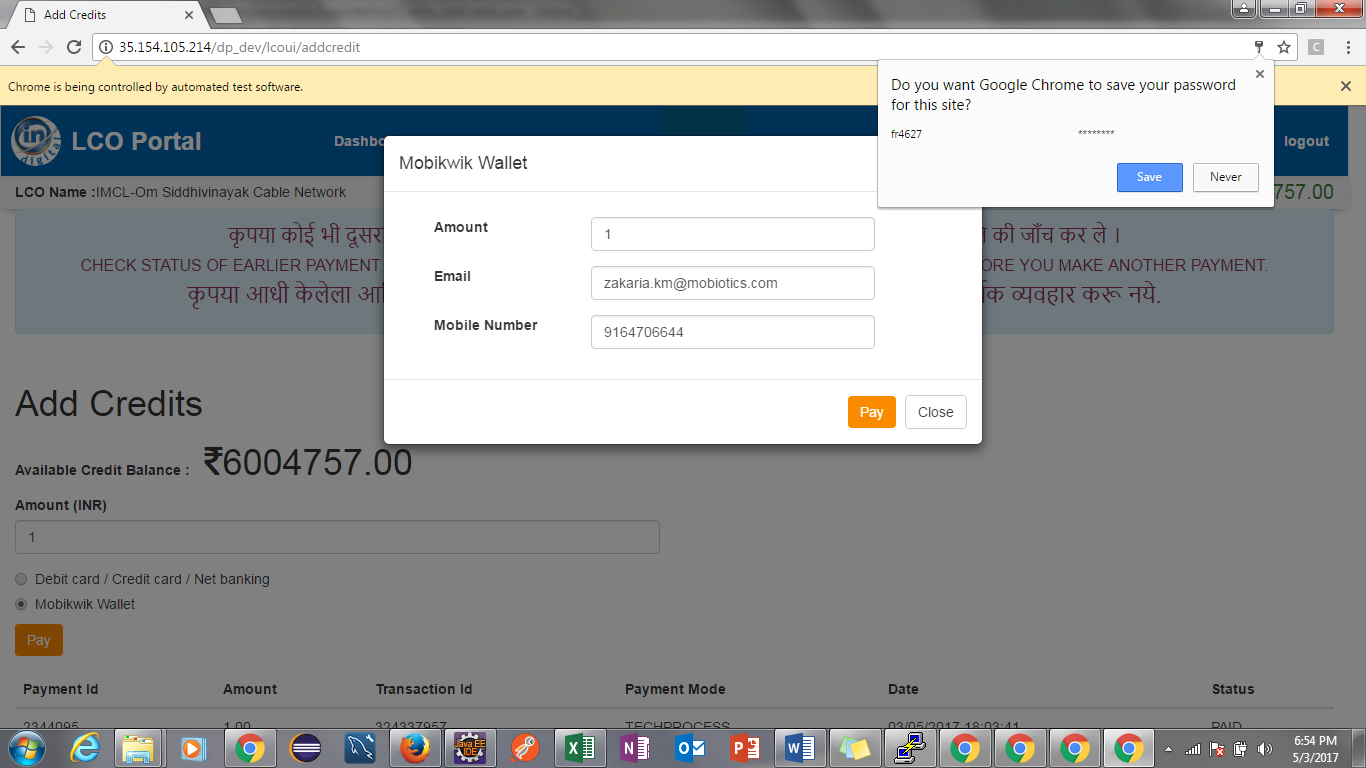 Add Credits
35.154.105.214/dp_dev/lcoui/addcredit
C
Chrome is being controlled by automated test software.
Do you want Google Chrome to save your password
for this site?
fr4627 ********
Save Never
in digital LCO Portal
logout
LCO Name :IMCL-Om Siddhivinayak Cable Network
757.00
Mobikwik Wallet
Amount 1
Email zakaria.km@mobiotics.com
Mobile Number 9164706644
Pay Close
कृपया कोई भी की जाँच कर ले ।
CHECK STATUS OF EARLIER PAYMENT YOU MAKE ANOTHER PAYMENT.
कृपया आधी केलेला व्यवहार करू नये.
Add Credits
Available Credit Balance : ₹6004757.00
Amount (INR)
1
Debit card / Credit card / Net banking
Mobikwik Wallet
Pay
Payment Id Amount Transaction Id Payment Mode Date Status
2344095 1.00 324337957 TECHPROCESS 03/05/2017 18:03:41 PAID
Java EE
IDE
6:54 PM
5/3/2017